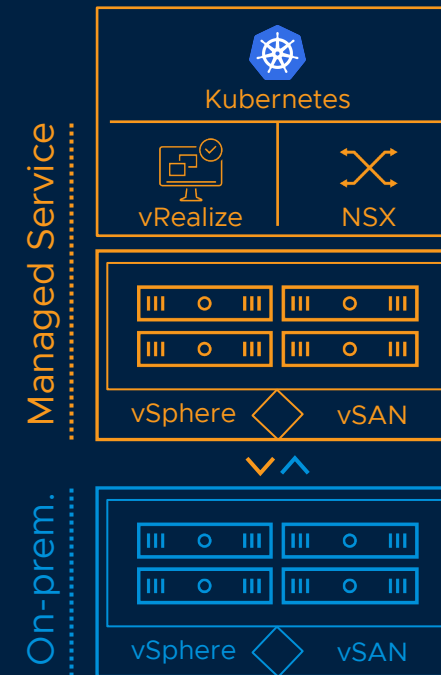 Kubernetes
vRealize
NSX
Managed Service
vSphere
vSAN
On-prem.
vSphere
vSAN